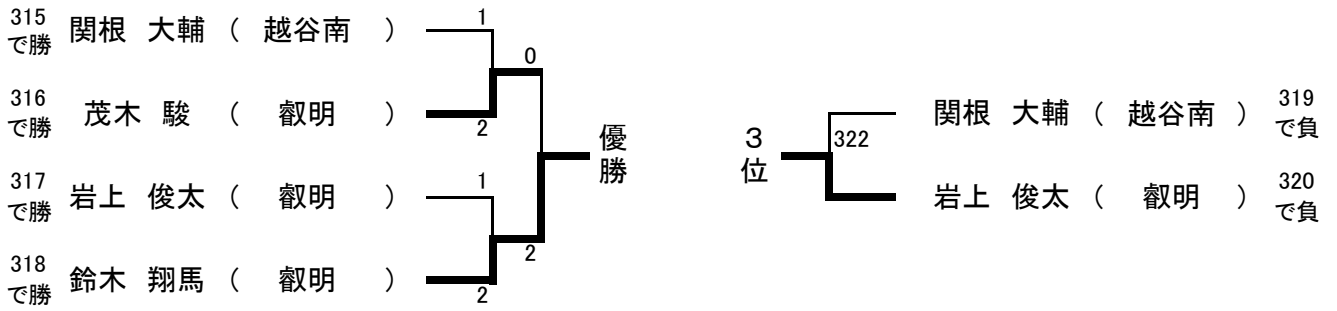 315
で勝
関根 大輔 ( 越谷南 )
1
0
316
で勝
茂木 駿 ( 叡明 )
2
優勝
317
で勝
岩上 俊太 ( 叡明 )
1
2
318
で勝
鈴木 翔馬 ( 叡明 )
2
3位
322
関根 大輔 ( 越谷南 )
319
で負
岩上 俊太 ( 叡明 )
320
で負